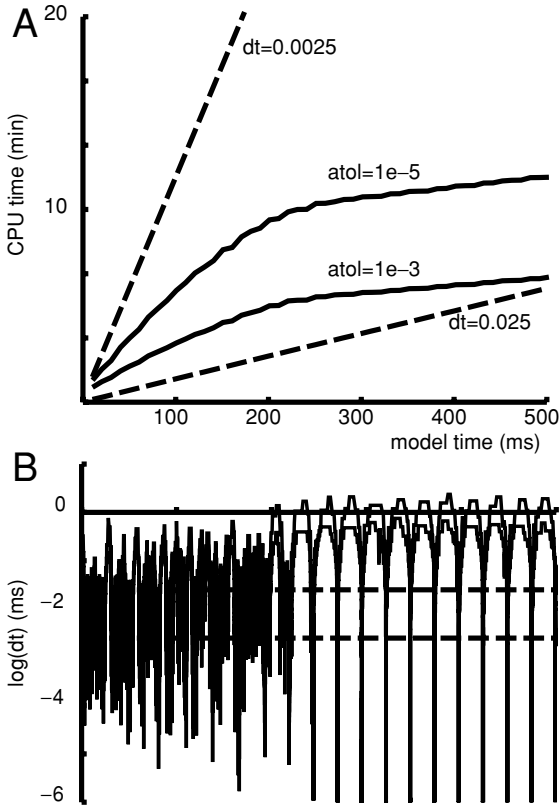 A
20
dt=0.0025
CPU time (min)
atol=1e−5
10
atol=1e−3
dt=0.025
100
200
300
400
500
model time (ms)
B
0
log(dt) (ms)
−2
−4
−6